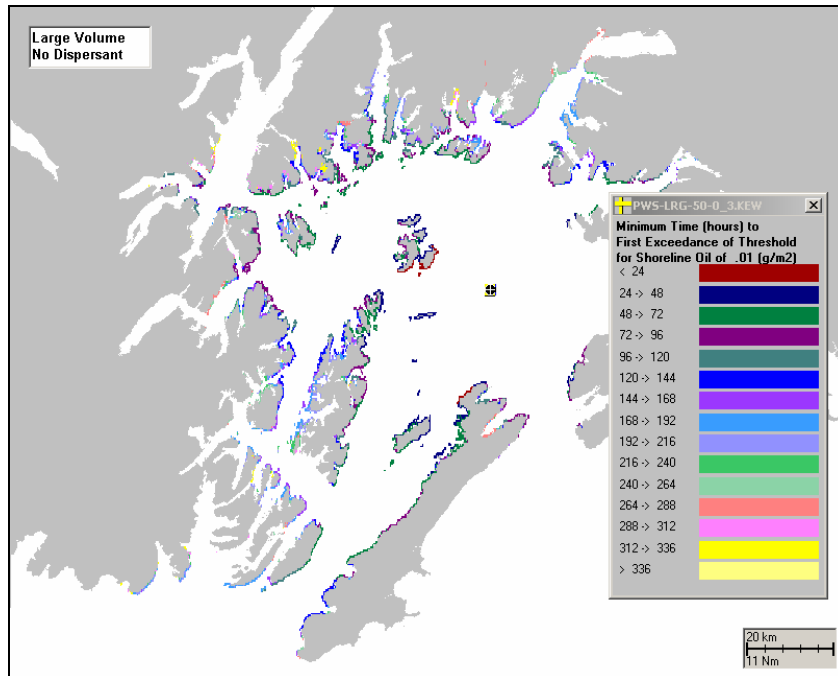 Large Volume
No Dispersant
PWS-LRG-50-0_3.KEW
Minimum Time (hours) to
First Exceedance of Threshold
for Shoreline Oil of .01 (g/m2)
< 24
24 -> 48
48 -> 72
72 -> 96
96 -> 120
120 -> 144
144 -> 168
168 -> 192
192 -> 216
216 -> 240
240 -> 264
264 -> 288
288 -> 312
312 -> 336
> 336
20 km
11 Nm